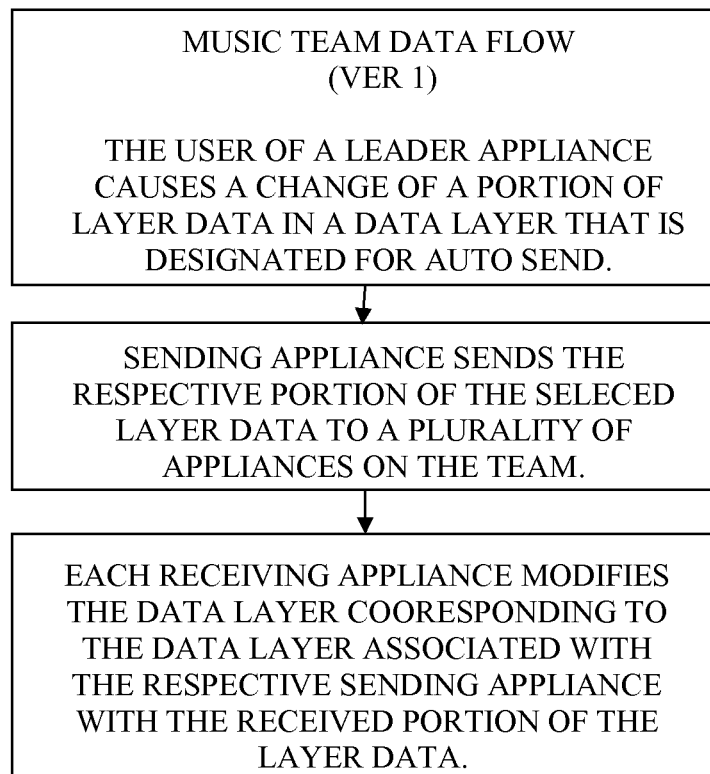 MUSIC TEAM DATA FLOW
(VER 1)
THE USER OF A LEADER APPLIANCE
CAUSES A CHANGE OF A PORTION OF
LAYER DATA IN A DATA LAYER THAT IS
DESIGNATED FOR AUTO SEND.
SENDING APPLIANCE SENDS THE
RESPECTIVE PORTION OF THE SELECED
LAYER DATA TO A PLURALITY OF
APPLIANCES ON THE TEAM.
EACH RECEIVING APPLIANCE MODIFIES
THE DATA LAYER COORESPONDING TO
THE DATA LAYER ASSOCIATED WITH
THE RESPECTIVE SENDING APPLIANCE
WITH THE RECEIVED PORTION OF THE
LAYER DATA.